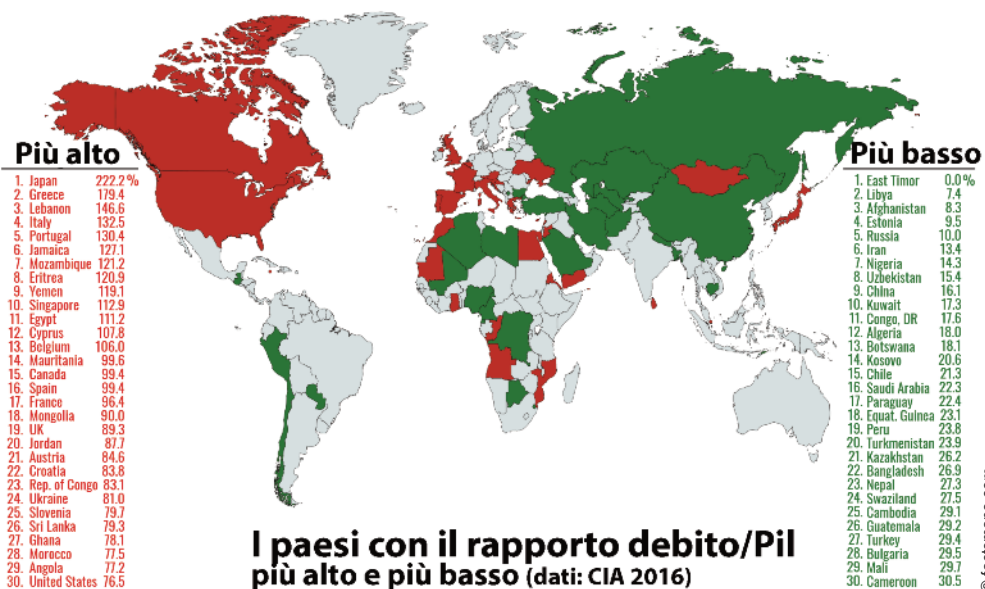 Più alto
1. Japan 222.2%
2. Greece 179.4
3. Lebanon 146.6
4. Italy 132.5
5. Portugal 130.4
6. Jamaica 127.1
7. Mozambique 121.2
8. Eritrea 120.9
9. Yemen 119.1
10. Singapore 112.9
11. Egypt 111.2
12. Cyprus 107.8
13. Belgium 106.0
14. Mauritania 99.6
15. Canada 99.4
16. Spain 99.4
17. France 96.4
18. Mongolia 90.0
19. UK 89.3
20. Jordan 87.7
21. Austria 84.6
22. Croatia 83.8
23. Rep. of Congo 83.1
24. Ukraine 81.0
25. Slovenia 79.7
26. Sri Lanka 79.3
27. Ghana 78.1
28. Morocco 77.5
29. Angola 77.2
30. United States 76.5
Più basso
1. East Timor 0.0%
2. Libya 7.4
3. Afghanistan 8.3
4. Estonia 9.5
5. Russia 10.0
6. Iran 13.4
7. Nigeria 14.3
8. Uzbekistan 15.4
9. China 16.1
10. Kuwait 17.3
11. Congo, DR 17.6
12. Algeria 18.0
13. Botswana 18.1
14. Kosovo 20.6
15. Chile 21.3
16. Saudi Arabia 22.3
17. Paraguay 22.4
18. Equat. Guinea 23.1
19. Peru 23.8
20. Turkmenistan 23.9
21. Kazakhstan 26.2
22. Bangladesh 26.9
23. Nepal 27.3
24. Swaziland 27.5
25. Cambodia 29.1
26. Guatemala 29.2
27. Turkey 29.4
28. Bulgaria 29.5
29. Mali 29.7
30. Cameroon 30.5
I paesi con il rapporto debito/Pil
più alto e più basso (dati: CIA 2016)